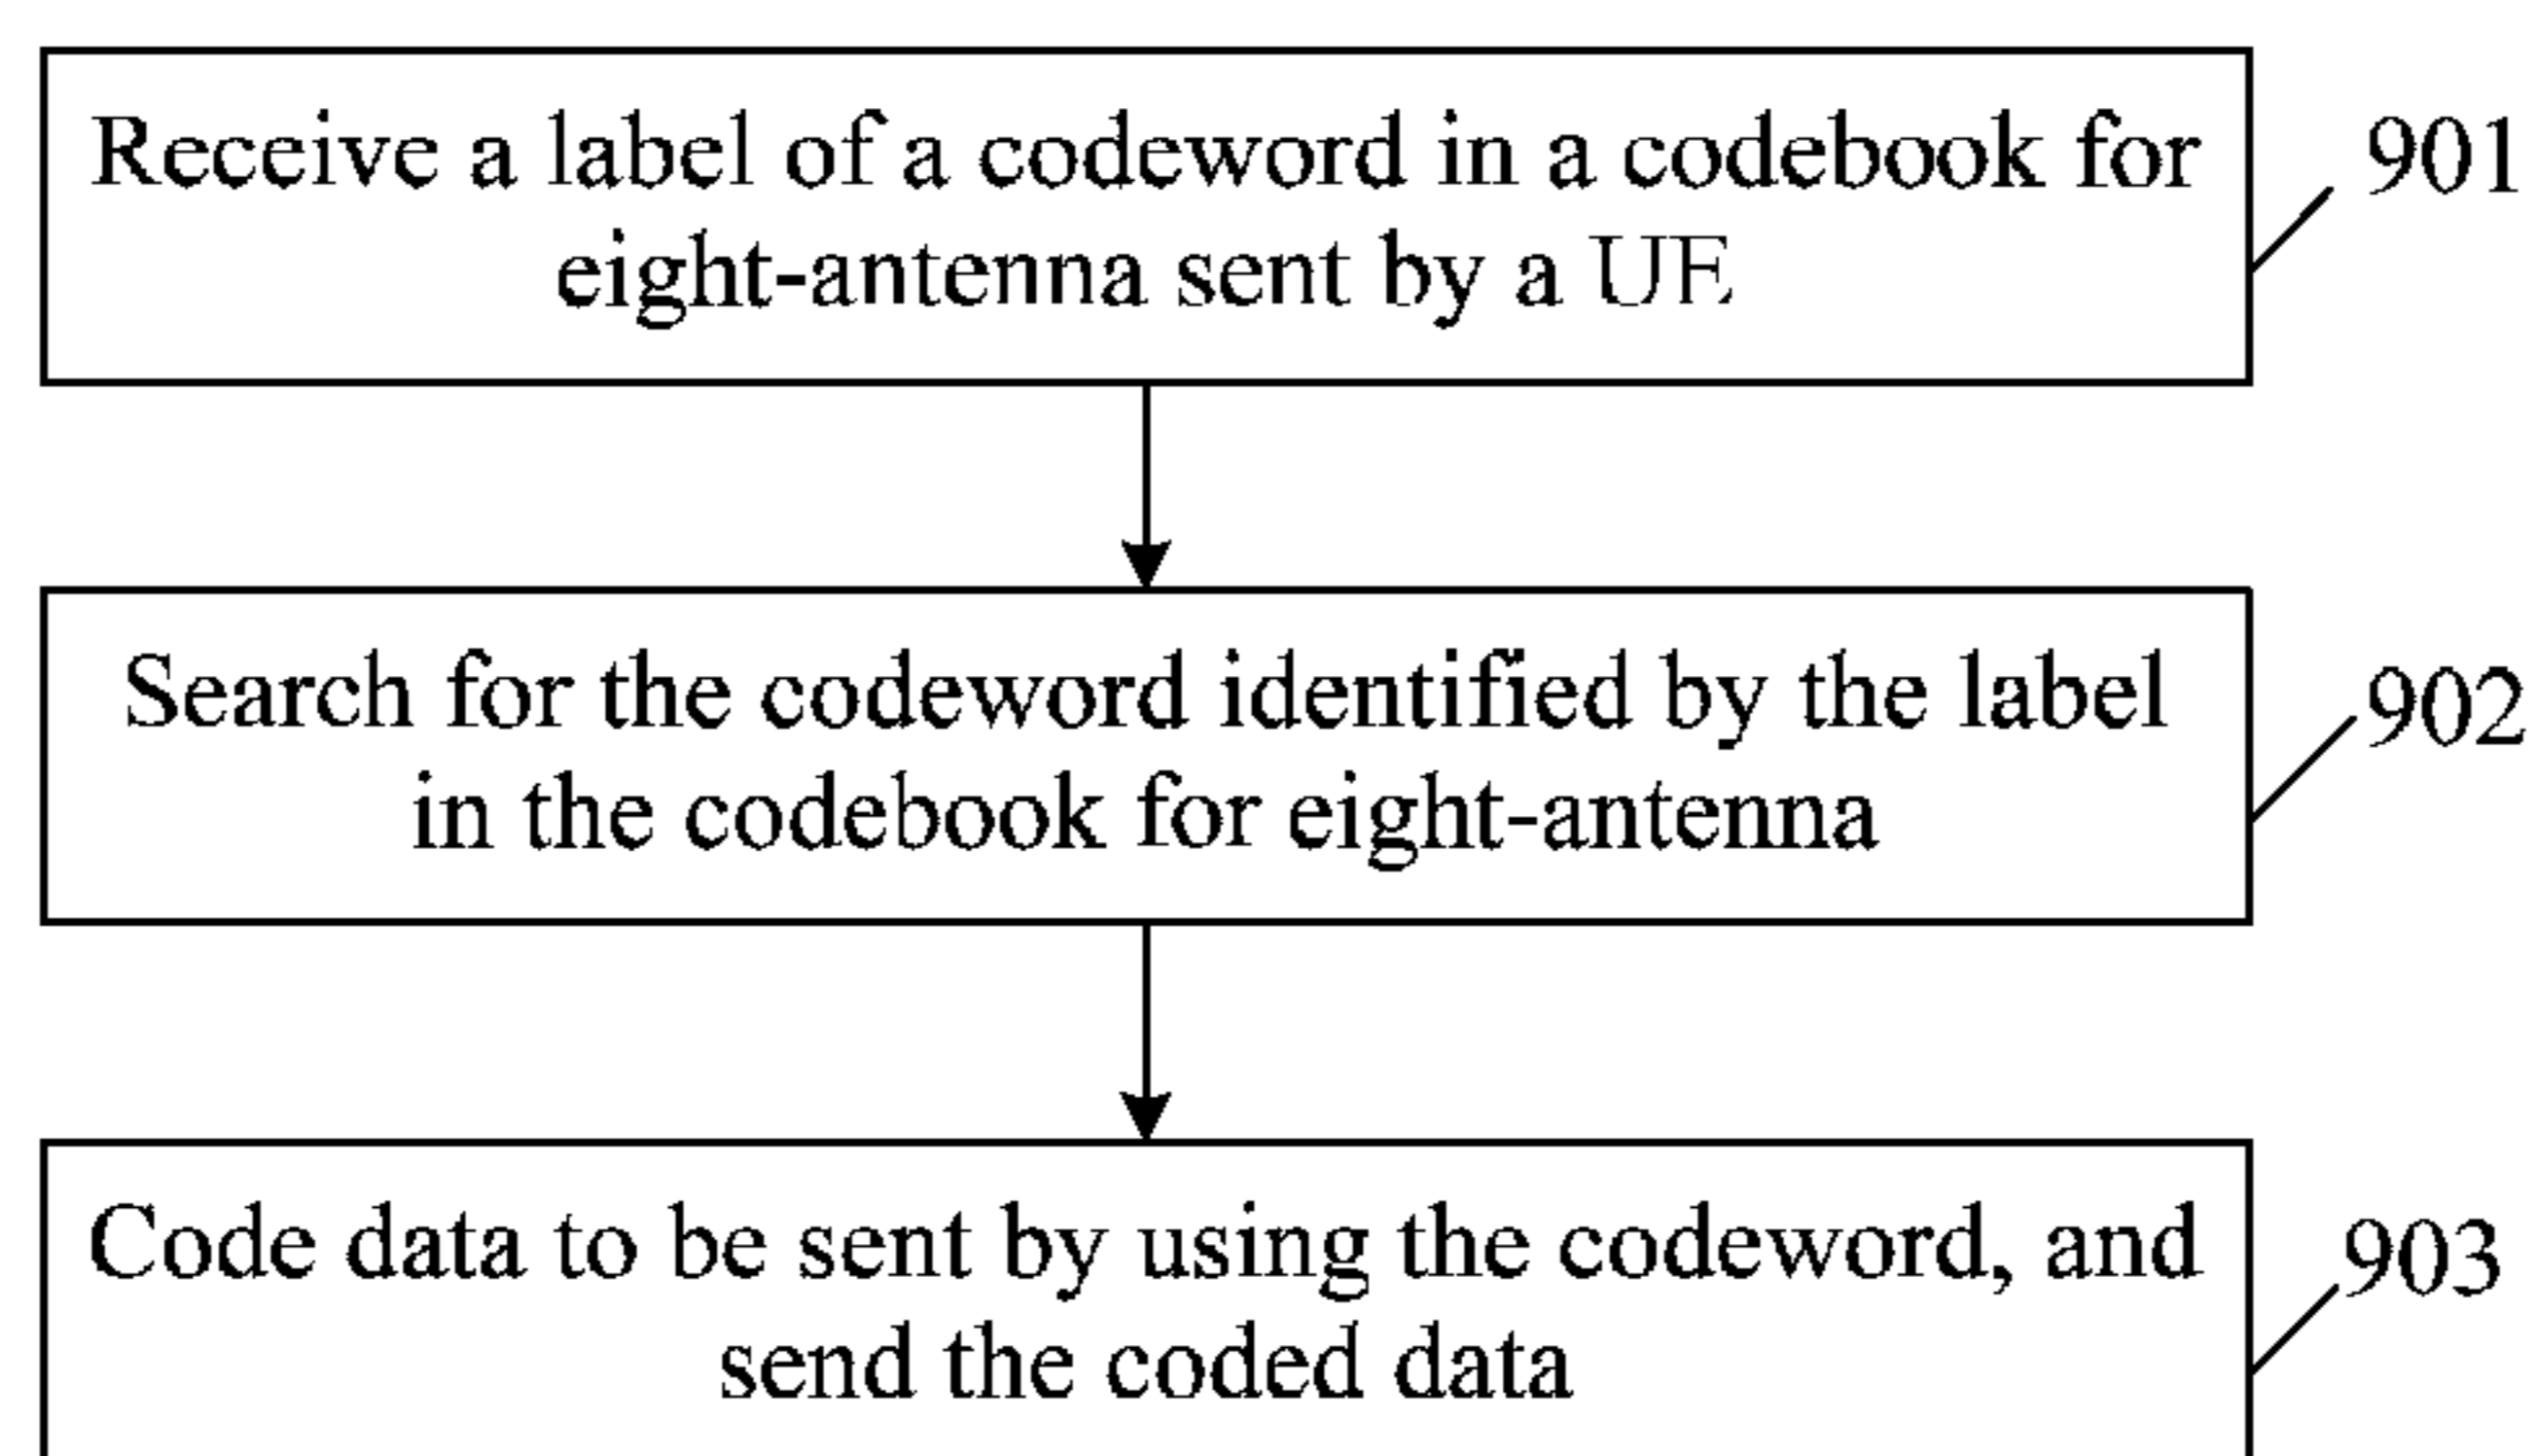 Receive a label of a codeword in a codebook for
eight-antenna sent by a UE
901
Search for the codeword identified by the label
in the codebook for eight-antenna
902
Code data to be sent by using the codeword, and
send the coded data
903